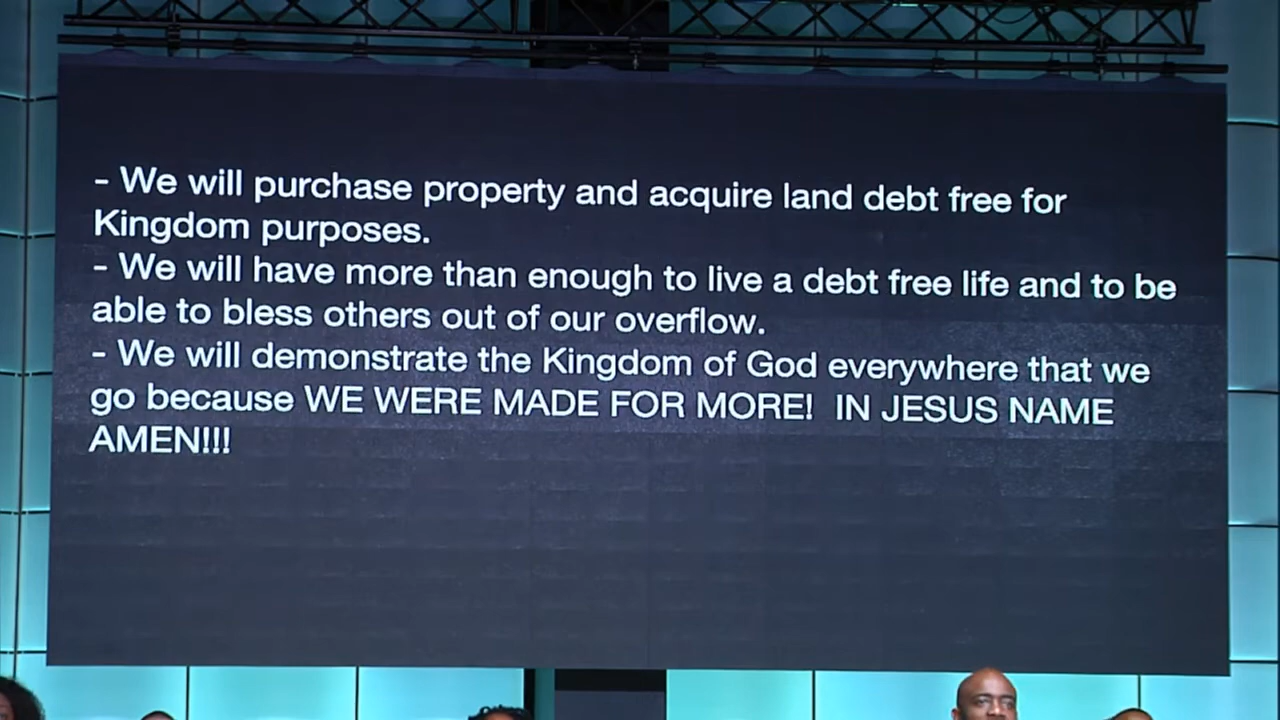 - We will purchase property and acquire land debt free for
Kingdom purposes.
- We will have more than enough to live a debt free life and to be
able to bless others out of our overflow.
- We will demonstrate the Kingdom of God everywhere that we
go because WE WERE MADE FOR MORE!  IN JESUS NAME
AMEN!!!